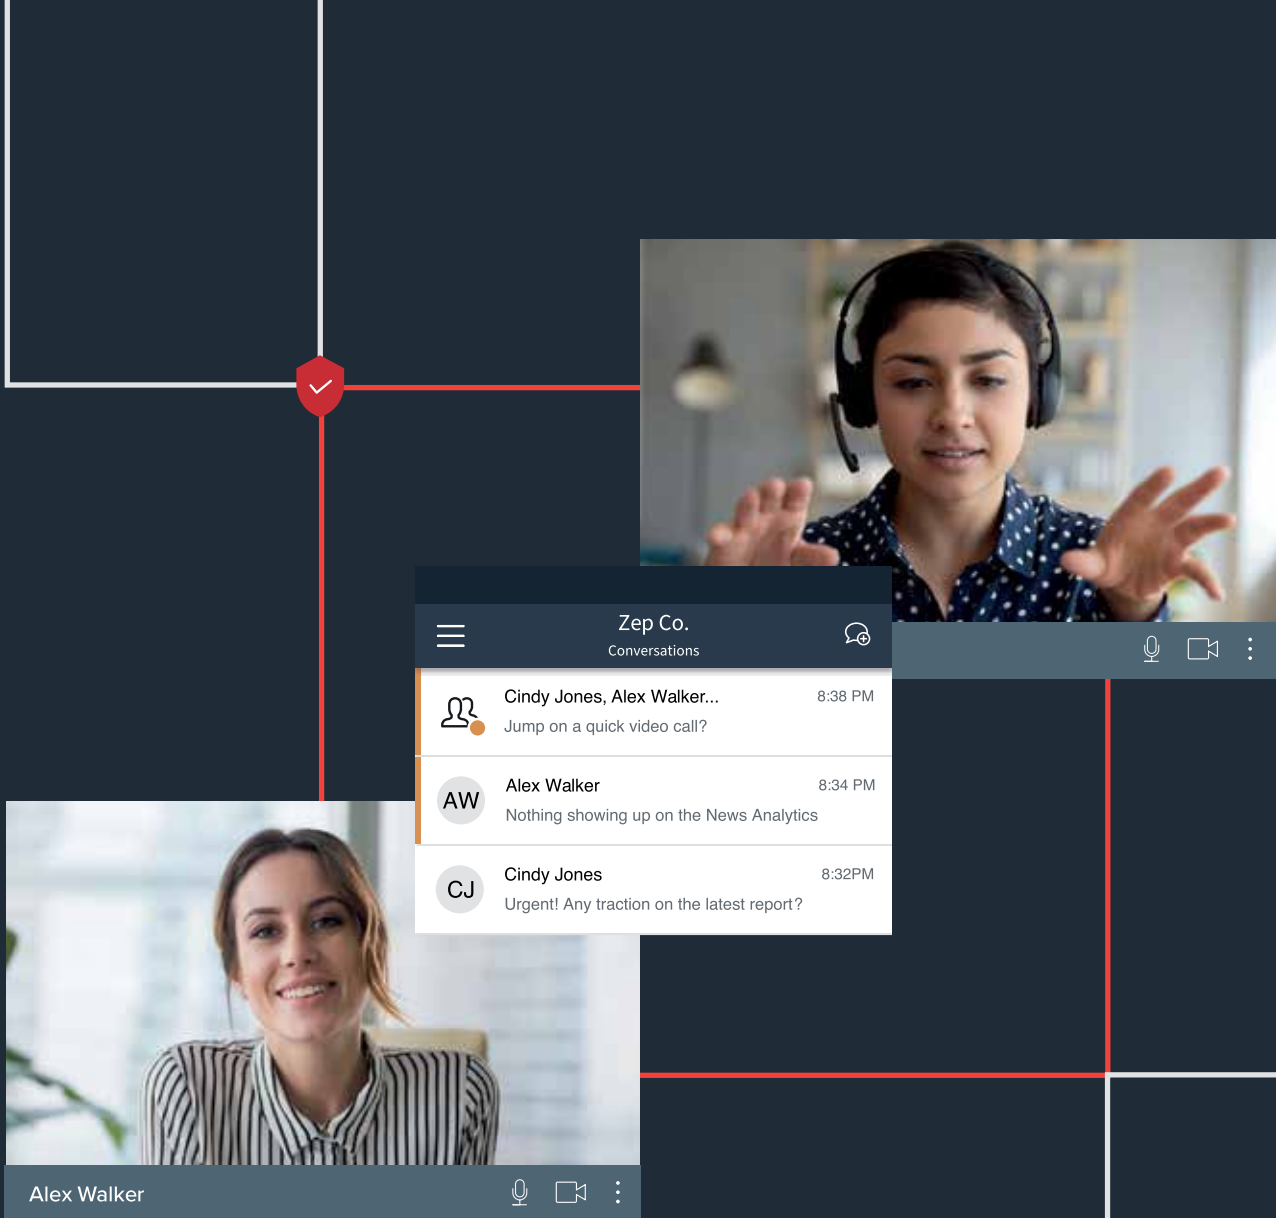 Zep Co.
Conversations
Cindy Jones, Alex Walker...
8:38 PM
Jump on a quick video call?
AW
Alex Walker
8:34 PM
Nothing showing up on the News Analytics
CJ
Cindy Jones
8:32PM
Urgent! Any traction on the latest report?
Alex Walker